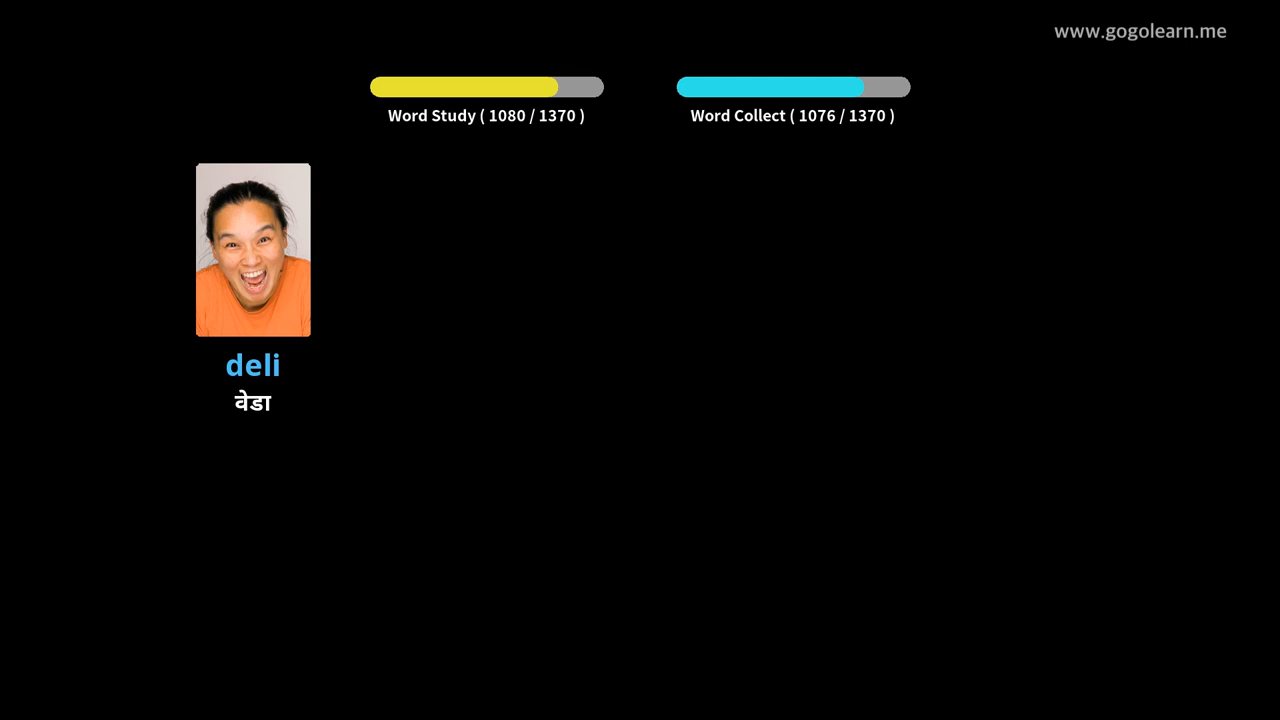 www.gogolearn.me
Word Study ( 1080 / 1370 )
Word Collect ( 1076 / 1370 )
deli
वेडा